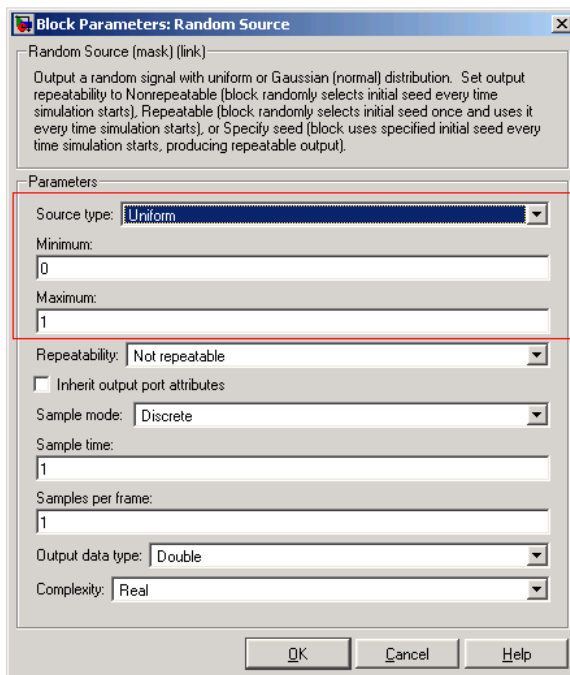 Block Parameters: Random Source
Random Source (mask) (link)
Output a random signal with uniform or Gaussian (normal) distribution. Set output
repeatability to Nonrepeatable (block randomly selects initial seed every time
simulation starts), Repeatable (block randomly selects initial seed once and uses it
every time simulation starts), or Specify seed (block uses specified initial seed every
time simulation starts, producing repeatable output).
Parameters
Source type: Uniform
Minimum:
0
Maximum:
1
Repeatability: Not repeatable
Inherit output port attributes
Sample mode: Discrete
Sample time:
1
Samples per frame:
1
Output data type: Double
Complexity: Real
OK Cancel Help